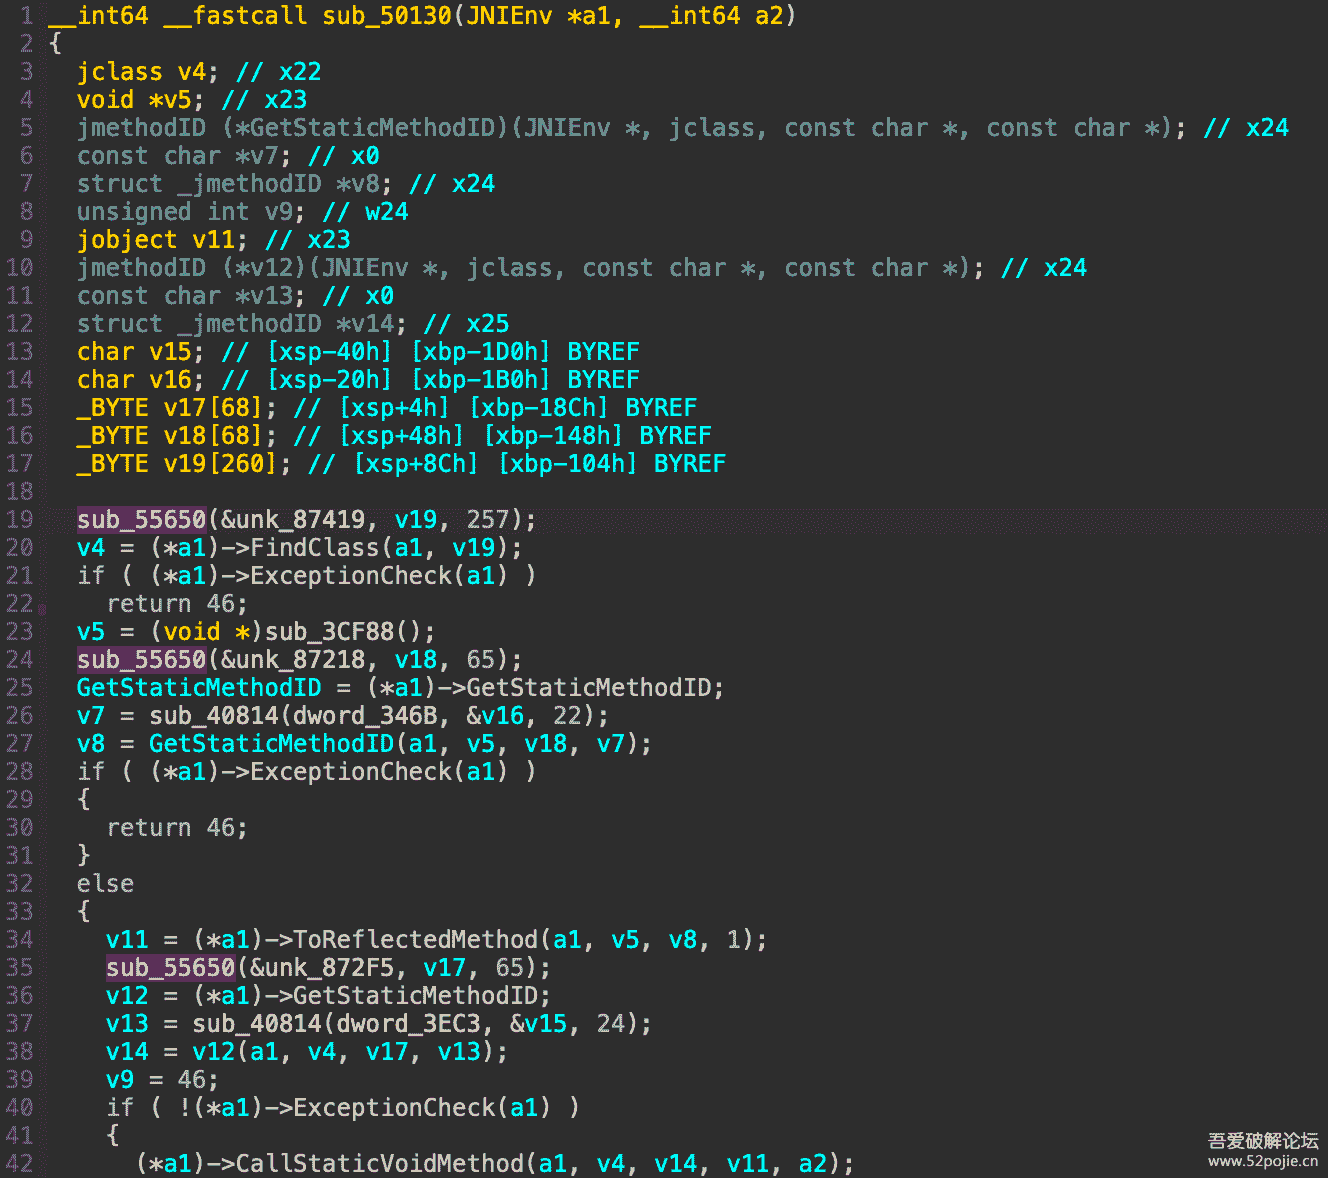 1 __int64 __fastcall sub_50130(JNIEnv *a1, __int64 a2)
2 {
3 jclass v4; // x22
4 void *v5; // x23
5 jmethodID (*GetStaticMethodID)(JNIEnv *, jclass, const char *, const char *); // x24
6 const char *v7; // x0
7 struct _jmethodID *v8; // x24
8 unsigned int v9; // w24
9 jobject v11; // x23
10 jmethodID (*v12)(JNIEnv *, jclass, const char *, const char *); // x24
11 const char *v13; // x0
12 struct _jmethodID *v14; // x25
13 char v15; // [xsp-40h] [xbp-1D0h] BYREF
14 char v16; // [xsp-20h] [xbp-1B0h] BYREF
15 _BYTE v17[68]; // [xsp+4h] [xbp-18Ch] BYREF
16 _BYTE v18[68]; // [xsp+48h] [xbp-148h] BYREF
17 _BYTE v19[260]; // [xsp+8Ch] [xbp-104h] BYREF
18
19 sub_55650(&unk_87419, v19, 257);
20 v4 = (*a1)->FindClass(a1, v19);
21 if ( (*a1)->ExceptionCheck(a1) )
22 return 46;
23 v5 = (void *)sub_3CF88();
24 sub_55650(&unk_87218, v18, 65);
25 GetStaticMethodID = (*a1)->GetStaticMethodID;
26 v7 = sub_40814(dword_346B, &v16, 22);
27 v8 = GetStaticMethodID(a1, v5, v18, v7);
28 if ( (*a1)->ExceptionCheck(a1) )
29 {
30 return 46;
31 }
32 else
33 {
34 v11 = (*a1)->ToReflectedMethod(a1, v5, v8, 1);
35 sub_55650(&unk_872F5, v17, 65);
36 v12 = (*a1)->GetStaticMethodID;
37 v13 = sub_40814(dword_3EC3, &v15, 24);
38 v14 = v12(a1, v4, v17, v13);
39 v9 = 46;
40 if ( !(*a1)->ExceptionCheck(a1) )
41 {
42 (*a1)->CallStaticVoidMethod(a1, v4, v14, v11, a2);
吾爱破解论坛
www.52pojie.cn